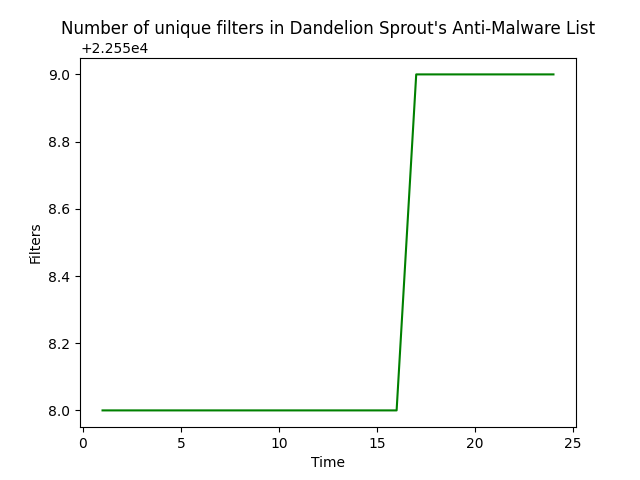 Number of unique filters in Dandelion Sprout's Anti-Malware List
+2.255e4
9.0
8.8
8.6
8.4
8.2
8.0
Filters
0 5 10 15 20 25
Time